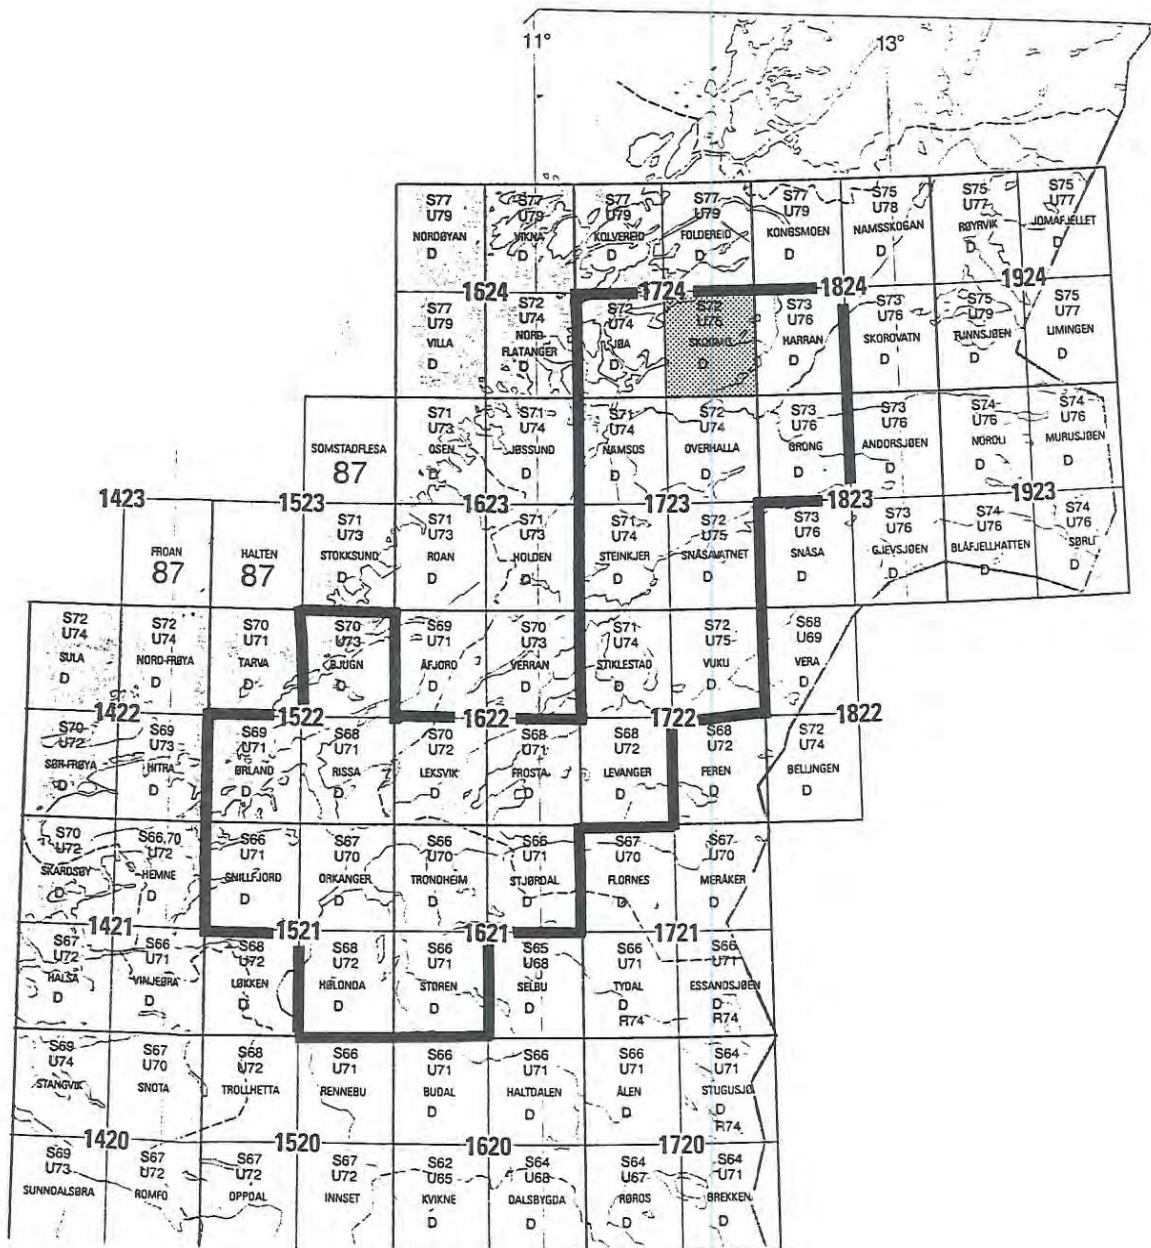 11°
13°
S77
U79
NORDØYAN
D
S77
U79
VIKNA
D
S77
U79
KOLVEREID
D
S77
U79
FOLDEREID
D
S77
U79
KONGSMOEN
D
S75
U78
NAMSSKOGAN
D
S75
U77
RØYRVIK
D
S75
U77
JOMAFJELLET
D
1624
1724
1824
1924
S77
U79
VILLA
D
S72
U74
NORD-
FLATANGER
D
S72
U74
JØA
D
D
S73
U76
HARRAN
D
S73
U76
SKOROVATN
D
S75
U79
TUNNSJØEN
D
S75
U77
LIMINGEN
D
SOMSTADFLESA
87
S71
U73
OSEN
D
S71
U74
JØSSUND
D
S71
U74
NAMSOS
D
S72
U74
OVERHALLA
D
S73
U76
GRONG
D
S73
U76
ANDORSJØEN
D
S74
U76
NORDLI
D
S74
U76
MURUSJØEN
D
1423
1523
1623
1723
1823
1923
FROAN
87
HALTEN
87
S71
U73
STOKKSUND
D
S71
U73
ROAN
D
S71
U73
HOLDEN
D
S71
U74
STEINKJER
D
S72
U75
SNÅSAVATNET
D
S73
U76
SNÅSA
D
S73
U76
GJEVSJØEN
D
S74
U76
BLÅFJELLHATTEN
D
S74
U76
SØRLI
D
S72
U74
SULA
D
S72
U74
NORD-FRØYA
D
S70
U71
TARVA
D
S70
U73
BJUGN
D
S69
U71
ÅFJORD
D
S70
U73
VERRAN
D
S71
U74
STIKLESTAD
D
S72
U75
VUKU
D
S68
U69
VERA
D
1422
1522
1622
1722
1822
S70
U72
SØR-FRØYA
D
S69
U73
HITRA
D
S69
U71
ØRLAND
D
S68
U71
RISSA
D
S70
U72
LEKSVIK
D
S68
U71
FROSTA
D
S68
U72
LEVANGER
D
S68
U72
FEREN
D
S72
U74
BELLINGEN
D
S70
U72
SKARDSØY
D
S66,70
U72
HEMNE
D
S66
U71
SNILLFJORD
D
S67
U70
ORKANGER
D
S66
U70
TRONDHEIM
D
S66
U71
STJØRDAL
D
S67
U70
FLORNES
D
S67
U70
MERÅKER
D
1421
1521
1621
1721
S67
U72
HALSA
D
S66
U71
VINJEØRA
D
S68
U72
LØKKEN
D
S68
U72
HØLONDA
D
S66
U71
STØREN
D
S65
U68
SELBU
D
S66
U71
TYDAL
D
R74
S66
U71
ESSANDSJØEN
D
R74
S69
U74
STANGVIK
S67
U70
SNOTA
S68
U72
TROLLHETTA
S66
U71
RENNEBU
S66
U71
BUDAL
D
S66
U71
HALTDALEN
D
S66
U71
ÅLEN
D
S64
U71
STUGUSJØ
D
R74
1420
1520
1620
1720
S69
U73
SUNNDALSØRA
S67
U72
ROMFO
S67
U72
OPPDAL
S67
U72
INNSET
S62
U65
KVIKNE
D
S64
U68
DALSBYGDA
D
S64
U67
RØROS
D
S64
U71
BREKKEN
D